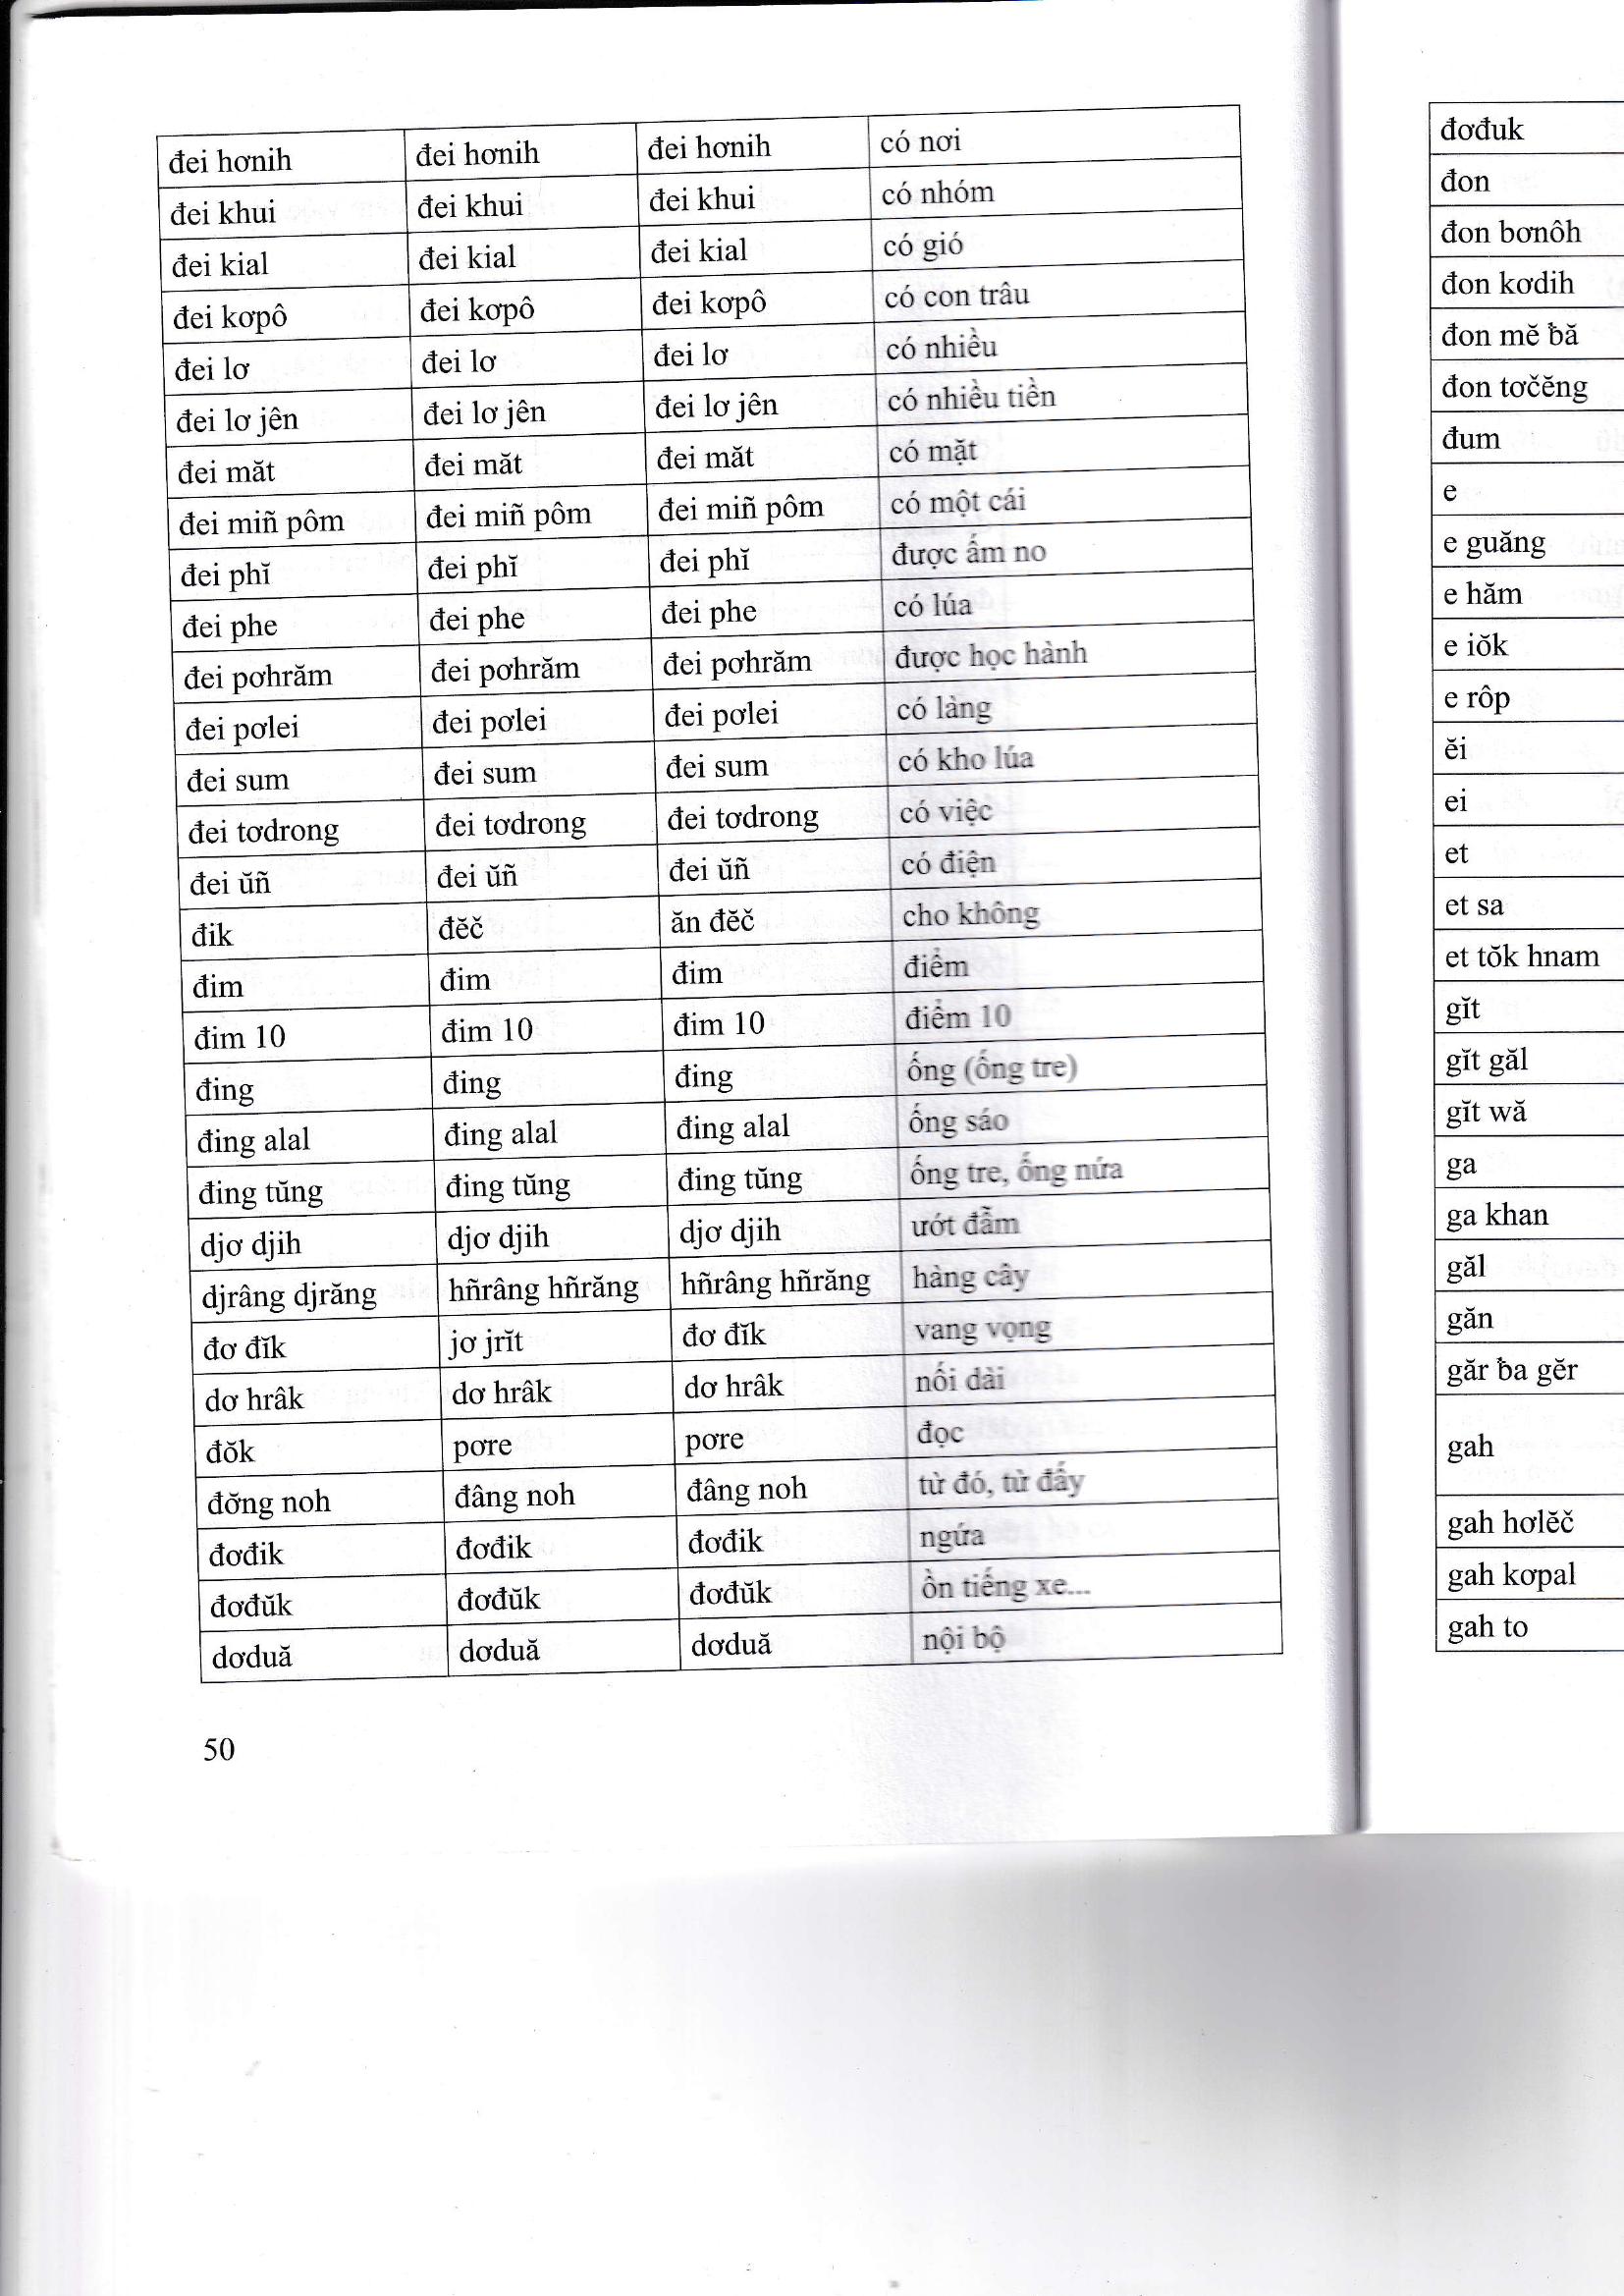 đei hơnih đei hơnih đei hơnih có nơi
đei khui đei khui đei khui có nhóm
đei kial đei kial đei kial có gió
đei kơpô đei kơpô đei kơpô có con trâu
đei lơ đei lơ đei lơ có nhiều
đei lơ jên đei lơ jên đei lơ jên có nhiều tiền
đei măt đei măt đei măt có mặt
đei miñ pôm đei miñ pôm đei miñ pôm có một cái
đei phĭ đei phĭ đei phĭ được ấm no
đei phe đei phe đei phe có lúa
đei pơhrăm đei pơhrăm đei pơhrăm được học hành
đei pơlei đei pơlei đei pơlei có làng
đei sum đei sum đei sum có kho lúa
đei tơdrong đei tơdrong đei tơdrong có việc
đei ŭñ đei ŭñ đei ŭñ có điện
đik đĕč ăn đĕč cho không
đim đim đim điểm
đim 10 đim 10 đim 10 điểm 10
đing đing đing ống (ống tre)
đing alal đing alal đing alal ống sáo
đing tŭng đing tŭng đing tŭng ống tre, ống nứa
djơ djih djơ djih djơ djih ướt đẫm
djrâng djrăng hñrâng hñrăng hñrâng hñrăng hàng cây
đơ đĭk jơ jrĭt đơ đĭk vang vọng
dơ hrâk dơ hrâk dơ hrâk nối dài
đŏk pơre pơre đọc
đơ̆ng noh đâng noh đâng noh từ đó, từ đấy
đơđik đơđik đơđik ngứa
đơđŭk đơđŭk đơđŭk ồn tiếng xe...
dơduă dơduă dơduă nội bộ
50
đơđuk
đon
đon bơnôh
đon kơdih
đon mĕ ƀă
đon tơčĕng
đum
e
e guăng
e hăm
e iŏk
e rôp
ĕi
ei
et
et sa
et tŏk hnam
gĭt
gĭt găl
gĭt wă
ga
ga khan
găl
găn
găr ƀa gĕr
gah
gah hơlĕč
gah kơpal
gah to